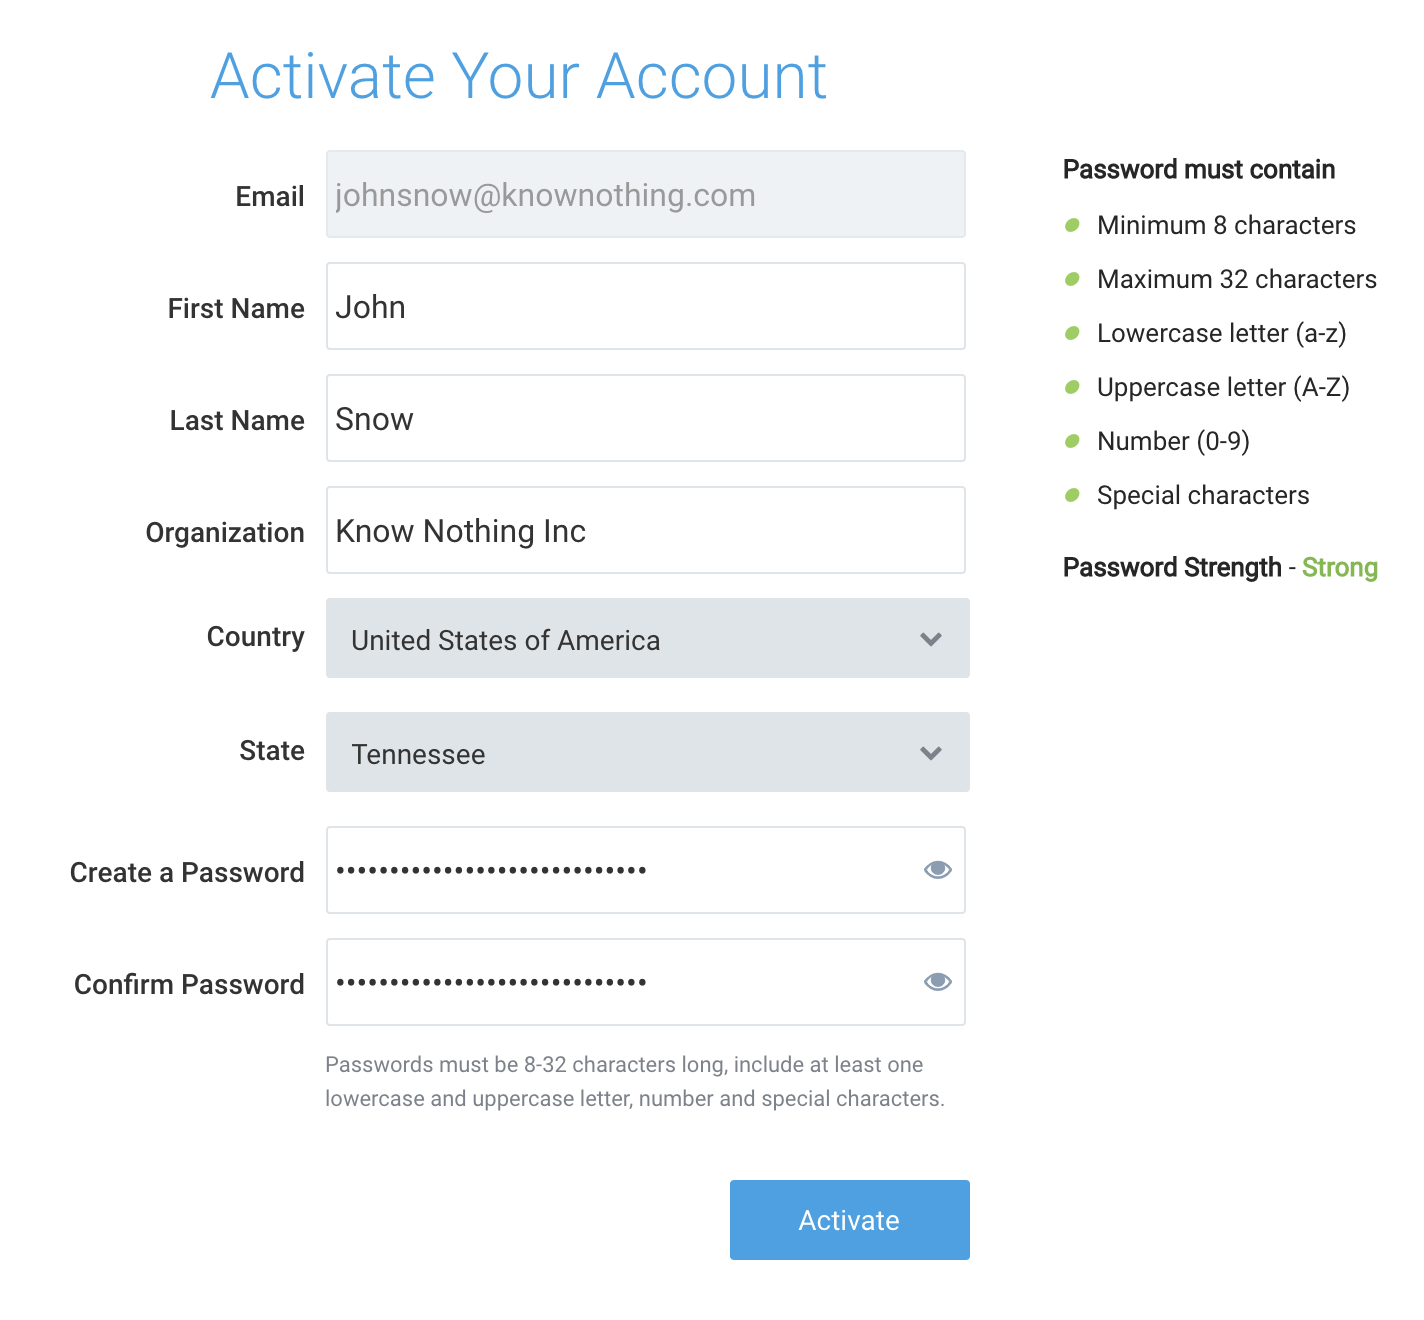 Activate Your Account
Email
johnsnow@knownothing.com
First Name
John
Last Name
Snow
Organization
Know Nothing Inc
Country
United States of America
State
Tennessee
Create a Password
•••••••••••••••••••••••••••••
Confirm Password
•••••••••••••••••••••••••••••
Passwords must be 8-32 characters long, include at least one
lowercase and uppercase letter, number and special characters.
Activate
Password must contain
Minimum 8 characters
Maximum 32 characters
Lowercase letter (a-z)
Uppercase letter (A-Z)
Number (0-9)
Special characters
Password Strength - Strong